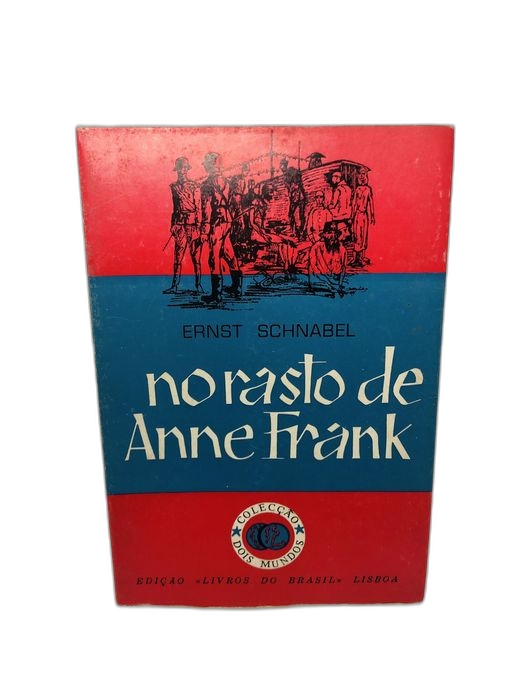 ERNST SCHNABEL
no rasto de
Anne Frank
COLECÇÃO
DOIS MUNDOS
EDIÇÃO «LIVROS DO BRASIL» LISBOA